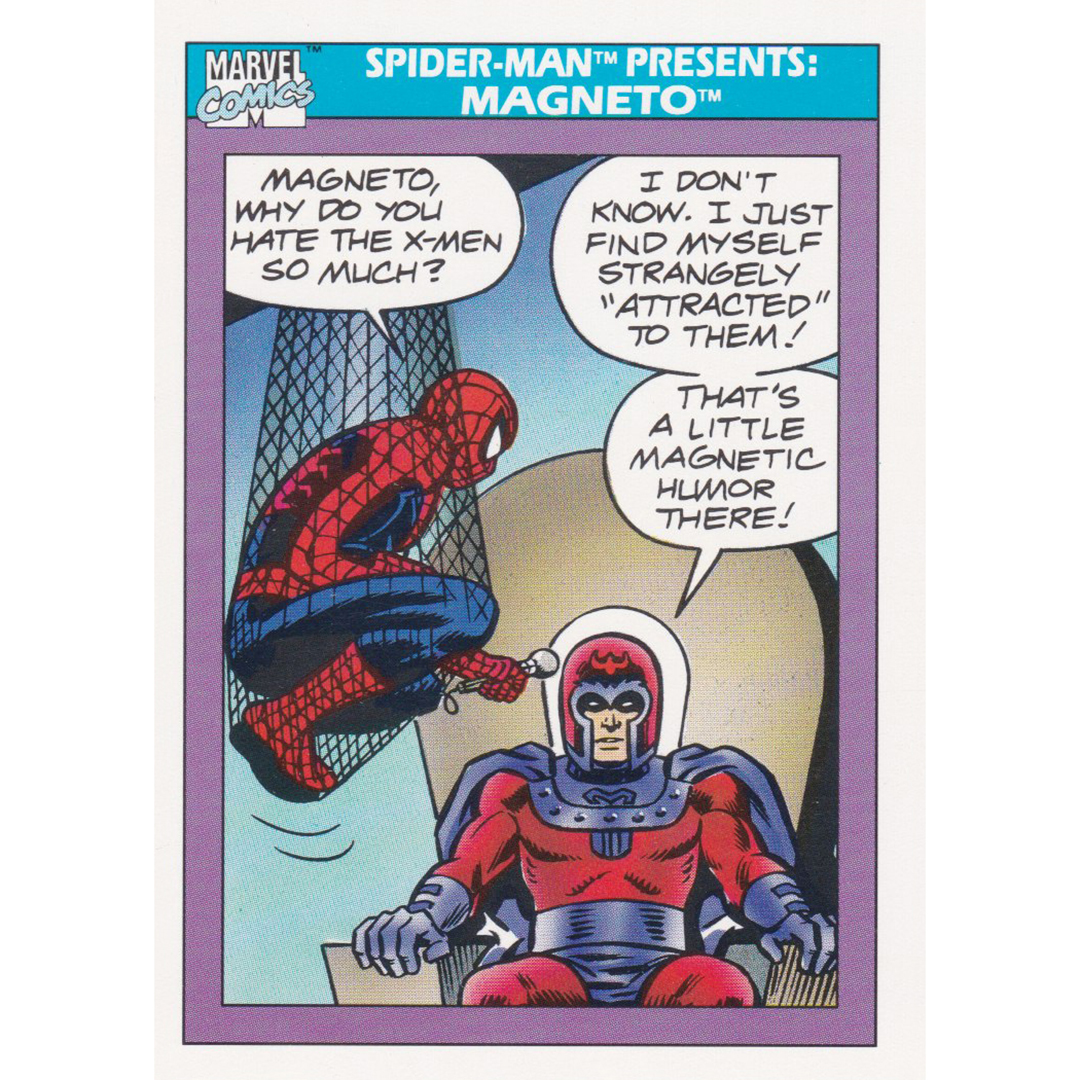 MARVEL™
COMICS
M
SPIDER-MAN™ PRESENTS:
MAGNETO™
MAGNETO,
WHY DO YOU
HATE THE X-MEN
SO MUCH?
I DON'T
KNOW. I JUST
FIND MYSELF
STRANGELY
"ATTRACTED"
TO THEM!
THAT'S
A LITTLE
MAGNETIC
HUMOR
THERE!